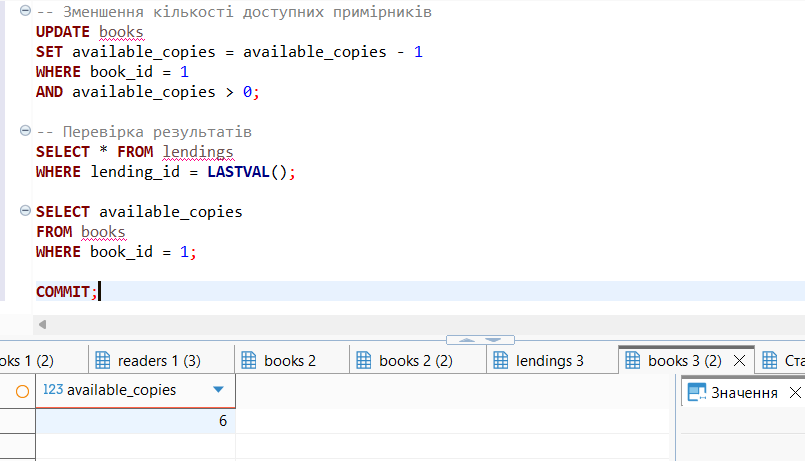 -- Зменшення кількості доступних примірників
UPDATE books
SET available_copies = available_copies - 1
WHERE book_id = 1
AND available_copies > 0;
-- Перевірка результатів
SELECT * FROM lendings
WHERE lending_id = LASTVAL();
SELECT available_copies
FROM books
WHERE book_id = 1;
COMMIT;
oks 1 (2) readers 1 (3) books 2 books 2 (2) lendings 3 books 3 (2) Ста
123 available_copies
Значення
6